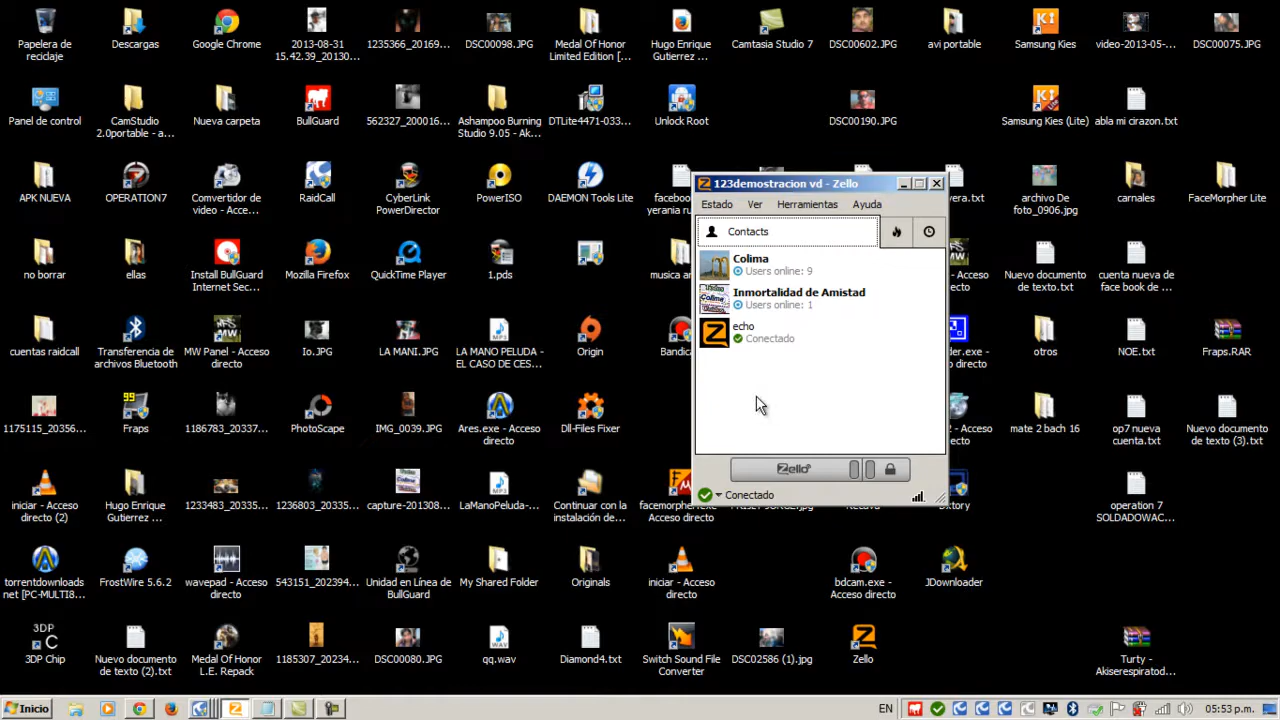 Papelera de
reciclaje
Descargas
Google Chrome
2013-08-31
15.42.39_20130...
1235366_20169...
DSC00098.JPG
Medal Of Honor
Limited Edition [...
Hugo Enrique
Gutierrez ...
Camtasia Studio 7
DSC00602.JPG
avi portable
Samsung Kies
video-2013-05-...
DSC00075.JPG
Panel de control
CamStudio
2.0portable - a...
Nueva carpeta
BullGuard
562327_200016...
Ashampoo Burning
Studio 9.05 - Ak...
DTLite4471-033...
Unlock Root
DSC00190.JPG
Samsung Kies (Lite)
abla mi cirazon.txt
APK NUEVA
OPERATION7
Comvertidor de
video - Acce...
RaidCall
CyberLink
PowerDirector
PowerISO
DAEMON Tools Lite
archivo De
foto_0906.jpg
carnales
FaceMorpher Lite
no borrar
ellas
Install BullGuard
Internet Sec...
Mozilla Firefox
QuickTime Player
1.pds
musica
Nuevo documento
de texto.txt
cuenta nueva de
face book de ...
cuentas raidcall
Transferencia de
archivos Bluetooth
MW Panel - Acceso
directo
Io.JPG
LA MANI.JPG
LA MANO PELUDA -
EL CASO DE CES...
Origin
otros
NOE.txt
Fraps.RAR
99
1175115_20356...
Fraps
1186783_20337...
PhotoScape
IMG_0039.JPG
Ares.exe - Acceso
directo
Dll-Files Fixer
mate 2 bach 16
op7 nueva
cuenta.txt
Nuevo documento
de texto (3).txt
iniciar - Acceso
directo (2)
Hugo Enrique
Gutierrez ...
1233483_20335...
1236803_20335...
capture-201308...
LaManoPeluda-...
Continuar con la
instalación de...
facemorpher.exe
Acceso directo
Recuva
Dxtory
operation 7
SOLDADOWAC...
torrentdownloads
net [PC-MULTI8...
FrostWire 5.6.2
wavepad - Acceso
directo
543151_202394...
Unidad en Línea de
BullGuard
My Shared Folder
Originals
iniciar - Acceso
directo
bdcam.exe -
Acceso directo
JDownloader
3DP
C
3DP Chip
Nuevo documento
de texto (2).txt
Medal Of Honor
L.E. Repack
1185307_20234...
DSC00080.JPG
qq.wav
Diamond4.txt
Switch Sound File
Converter
DSC02586 (1).jpg
Zello
Turty -
Akiserespiratod...
123demostracion vd - Zello
Estado Ver Herramientas Ayuda
Contacts
Colima
Users online: 9
Inmortalidad de Amistad
Users online: 1
echo
Conectado
Zello
Conectado
Inicio
EN
05:53 p.m.